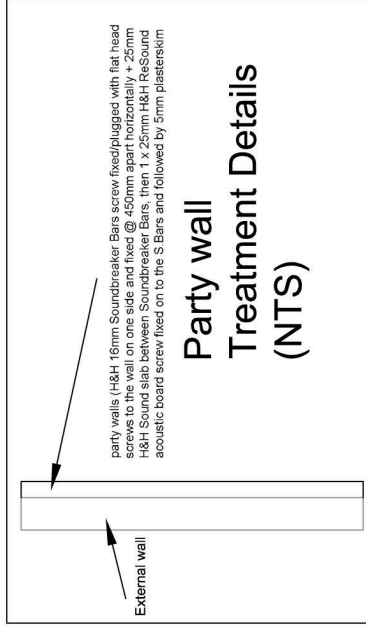 party walls (H&H 16mm Soundbreaker Bars screw fixed/plugged with flat head
screws to the wall on one side and fixed @ 450mm apart horizontally + 25mm
H&H Sound slab between Soundbreaker Bars, then 1 x 25mm H&H ReSound
acoustic board screw fixed on to the S.Bars and followed by 5mm plasterskim
External wall
Party wall
Treatment Details
(NTS)